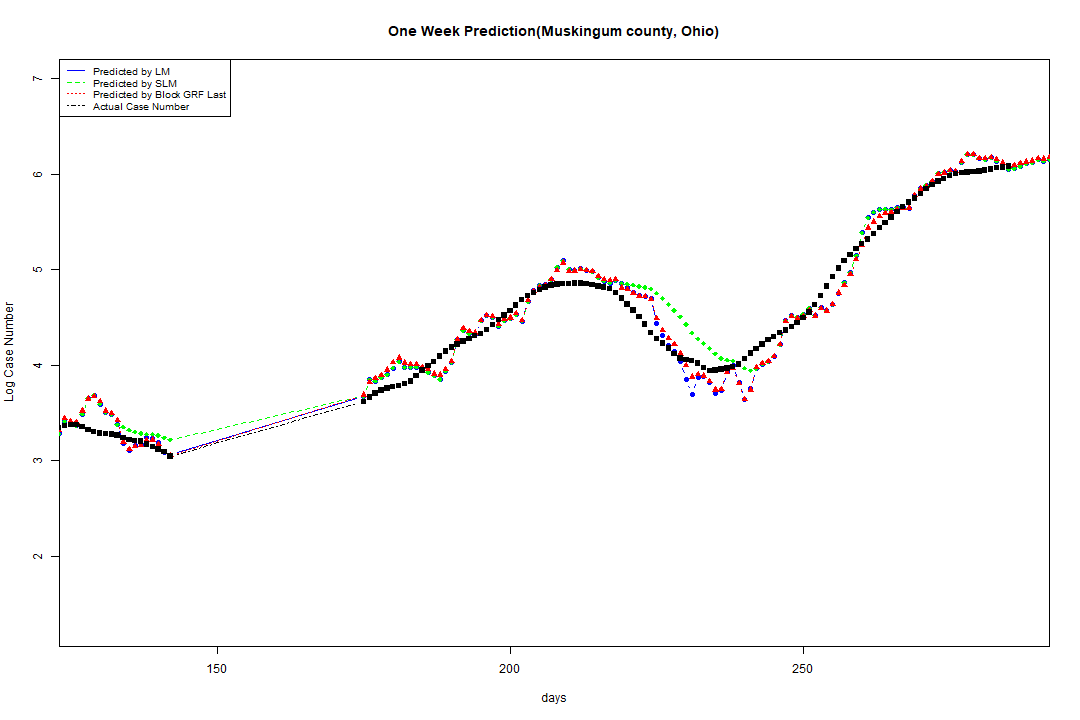 One Week Prediction(Muskingum county, Ohio)
Predicted by LM
Predicted by SLM
Predicted by Block GRF Last
Actual Case Number
7
6
5
4
3
2
Log Case Number
150
200
250
days